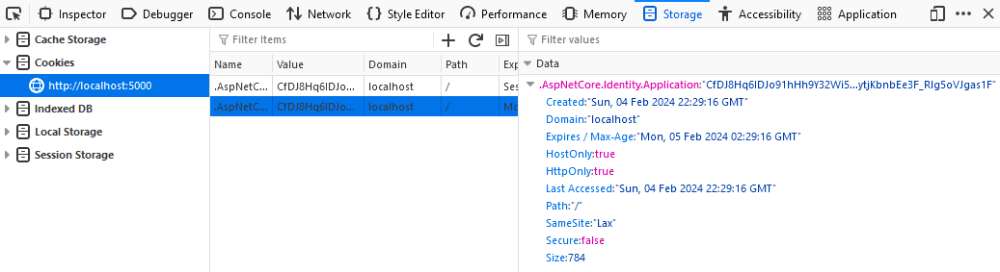 Inspector Debugger Console Network Style Editor Performance Memory Storage Accessibility Application
Cache Storage
Cookies
http://localhost:5000
Indexed DB
Local Storage
Session Storage
Filter Items
Name Value Domain Path Exp
.AspNetC... CfDJ8Hq6IDJo... localhost / Ses
.AspNetC... CfDJ8Hq6IDJo... localhost / Mo
Filter values
Data
.AspNetCore.Identity.Application:"CfDJ8Hq6IDJo91hHh9Y32Wi5...ytjKbnbEe3F_RIg5oVJgas1F"
Created:"Sun, 04 Feb 2024 22:29:16 GMT"
Domain:"localhost"
Expires / Max-Age:"Mon, 05 Feb 2024 02:29:16 GMT"
HostOnly:true
HttpOnly:true
Last Accessed:"Sun, 04 Feb 2024 22:29:16 GMT"
Path:"/"
SameSite:"Lax"
Secure:false
Size:784